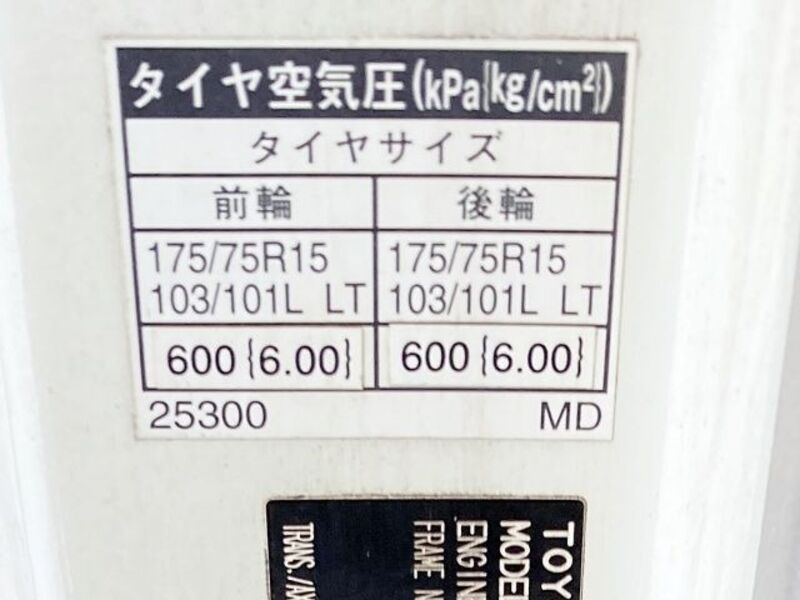 タイヤ空気圧(kPa{kg/cm²})
タイヤサイズ
前輪 後輪
175/75R15 175/75R15
103/101L LT 103/101L LT
600{6.00} 600{6.00}
25300 MD
TOY
MODE
ENGIN
FRAME N
TRANS./AX